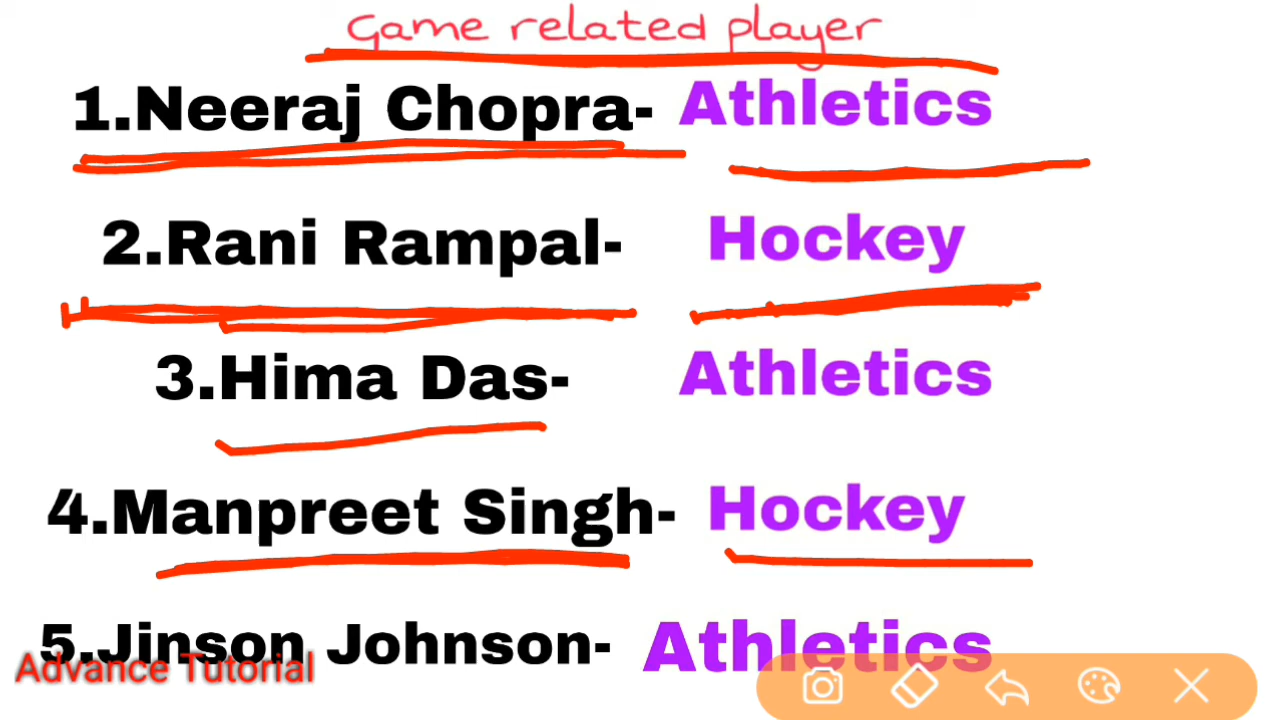 Game related player
1.Neeraj Chopra- Athletics
2.Rani Rampal- Hockey
3.Hima Das- Athletics
4.Manpreet Singh- Hockey
5.Jinson Johnson- Athletics
Advance Tutorial